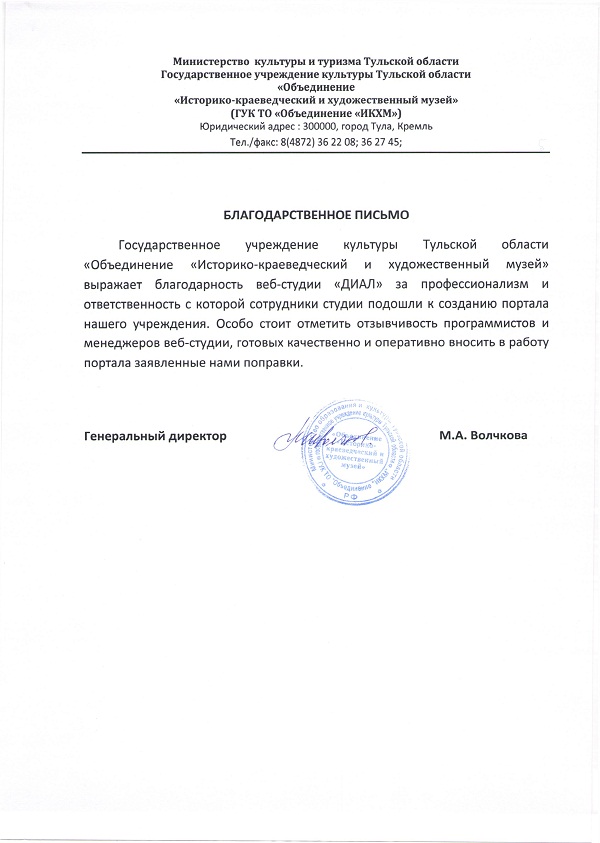 Министерство культуры и туризма Тульской области
Государственное учреждение культуры Тульской области
«Объединение
«Историко-краеведческий и художественный музей»
(ГУК ТО «Объединение «ИКХМ»)
Юридический адрес : 300000, город Тула, Кремль
Тел./факс: 8(4872) 36 22 08; 36 27 45;
БЛАГОДАРСТВЕННОЕ ПИСЬМО
Государственное учреждение культуры Тульской области
«Объединение «Историко-краеведческий и художественный музей»
выражает благодарность веб-студии «ДИАЛ» за профессионализм и
ответственность с которой сотрудники студии подошли к созданию портала
нашего учреждения. Особо стоит отметить отзывчивость программистов и
менеджеров веб-студии, готовых качественно и оперативно вносить в работу
портала заявленные нами поправки.
Генеральный директор М.А. Волчкова
«Объединение
историко-
краеведческий и
художественный
музей»
ГУК ТО "Объединение "ИКХМ"
РФ